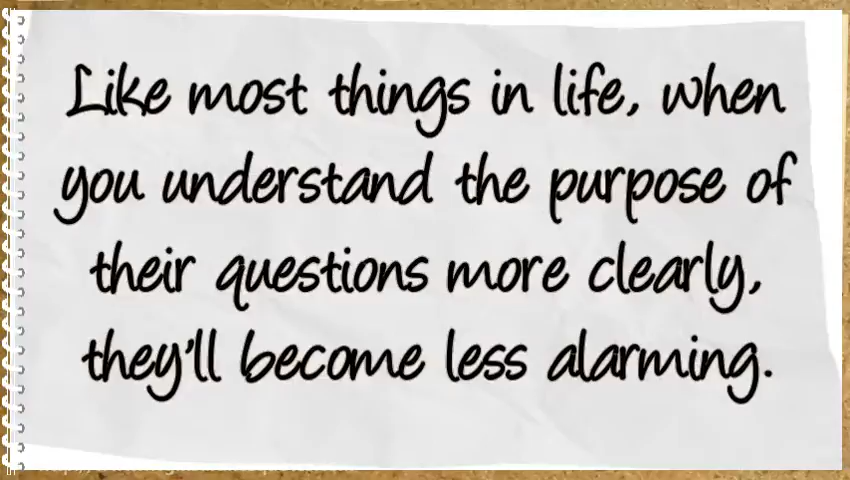 Like most things in life, when
you understand the purpose of
their questions more clearly,
they'll become less alarming.